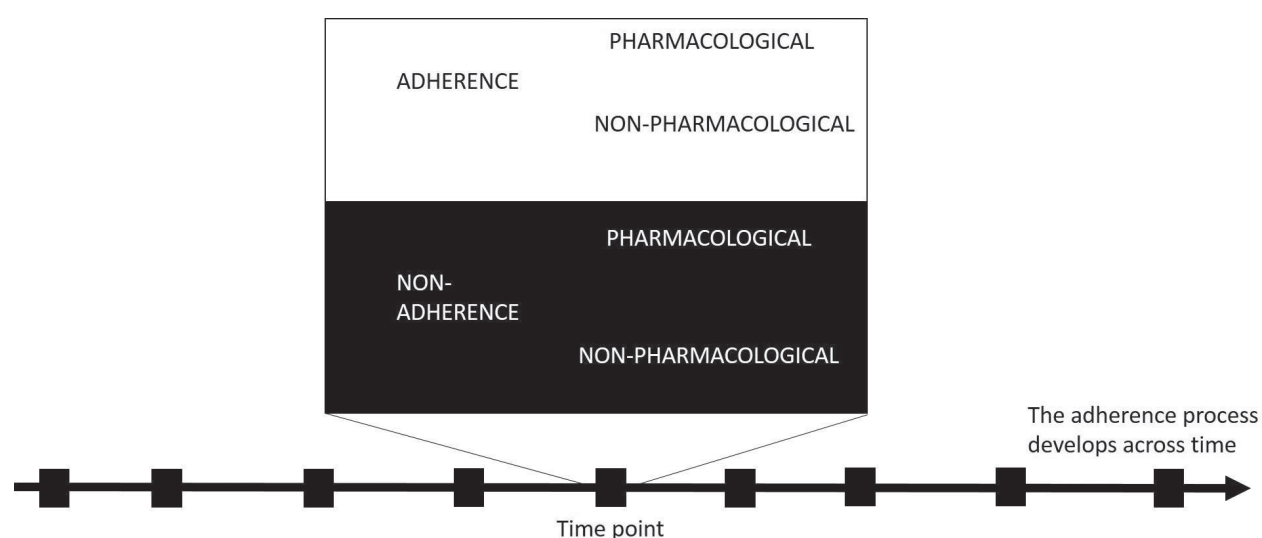 PHARMACOLOGICAL
ADHERENCE
NON-PHARMACOLOGICAL
PHARMACOLOGICAL
NON-
ADHERENCE
NON-PHARMACOLOGICAL
The adherence process
develops across time
Time point